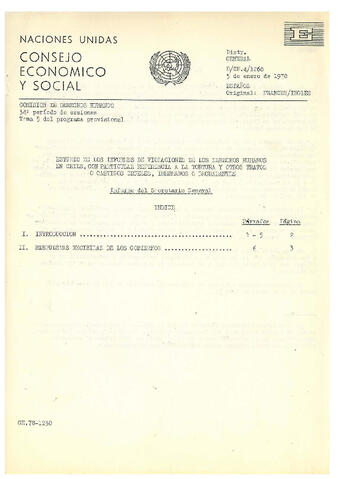 NACIONES UNIDAS
CONSEJO
ECONOMICO
Y SOCIAL
E
Distr.
GENERAL
E/CN.4/1266
5 de enero de 1978
ESPAÑOL
Original: FRANCES/INGLES
COMISION DE DERECHOS HUMANOS
34º período de sesiones
Tema 5 del programa provisional
ESTUDIO DE LOS INFORMES DE VIOLACIONES DE LOS DERECHOS HUMANOS
EN CHILE, CON PARTICULAR REFERENCIA A LA TORTURA Y OTROS TRATOS
O CASTIGOS CRUELES, INHUMANOS O DEGRADANTES
Informe del Secretario General
INDICE
Párrafos Página
I. INTRODUCCION ........................ 1 - 5 2
II. RESPUESTAS RECIBIDAS DE LOS GOBIERNOS ........................ 6 3
GE.78-1230